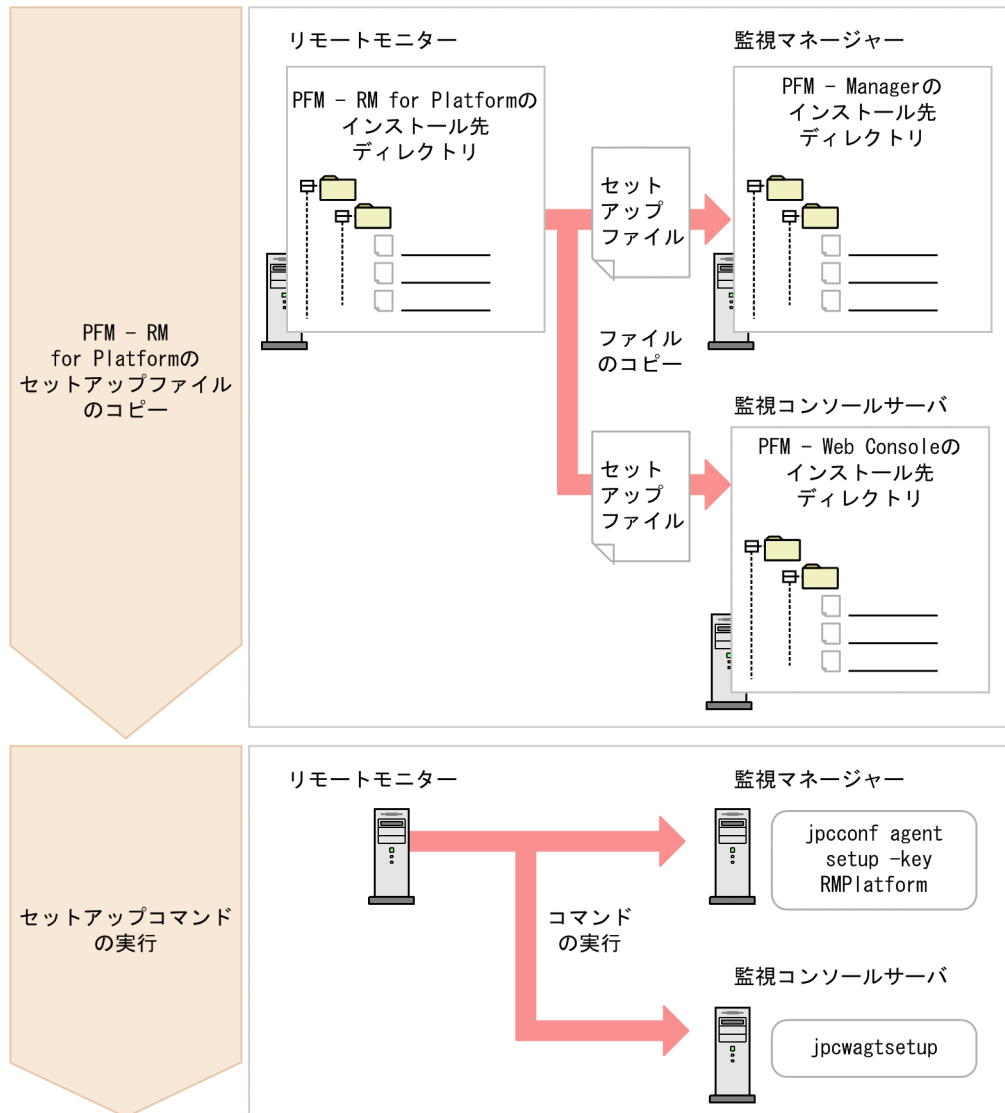 PFM - RM
for Platformの
セットアップファイル
のコピー
リモートモニター
PFM - RM for Platformの
インストール先
ディレクトリ
セット
アップ
ファイル
ファイル
のコピー
セット
アップ
ファイル
監視マネージャー
PFM - Managerの
インストール先
ディレクトリ
監視コンソールサーバ
PFM - Web Consoleの
インストール先
ディレクトリ
セットアップコマンド
の実行
リモートモニター
コマンド
の実行
監視マネージャー
jpcconf agent
setup -key
RMPlatform
監視コンソールサーバ
jpcwagtsetup